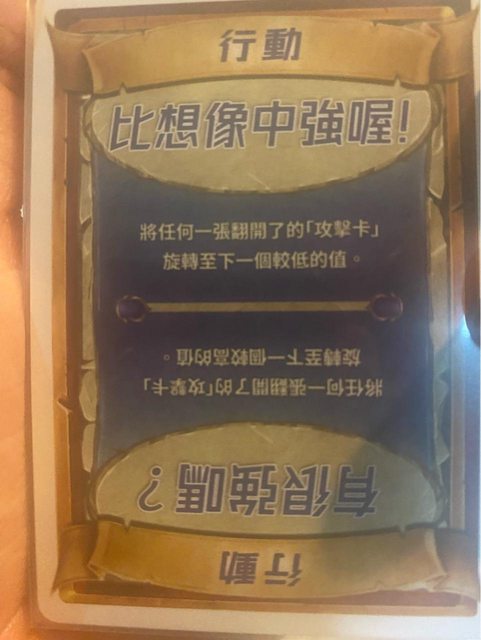 行動
比想像中強喔!
將任何一張翻開了的「攻擊卡」
旋轉至下一個較低的值。
行動
有很強嗎?
將任何一張翻開了的「攻擊卡」
旋轉至下一個較高的值。